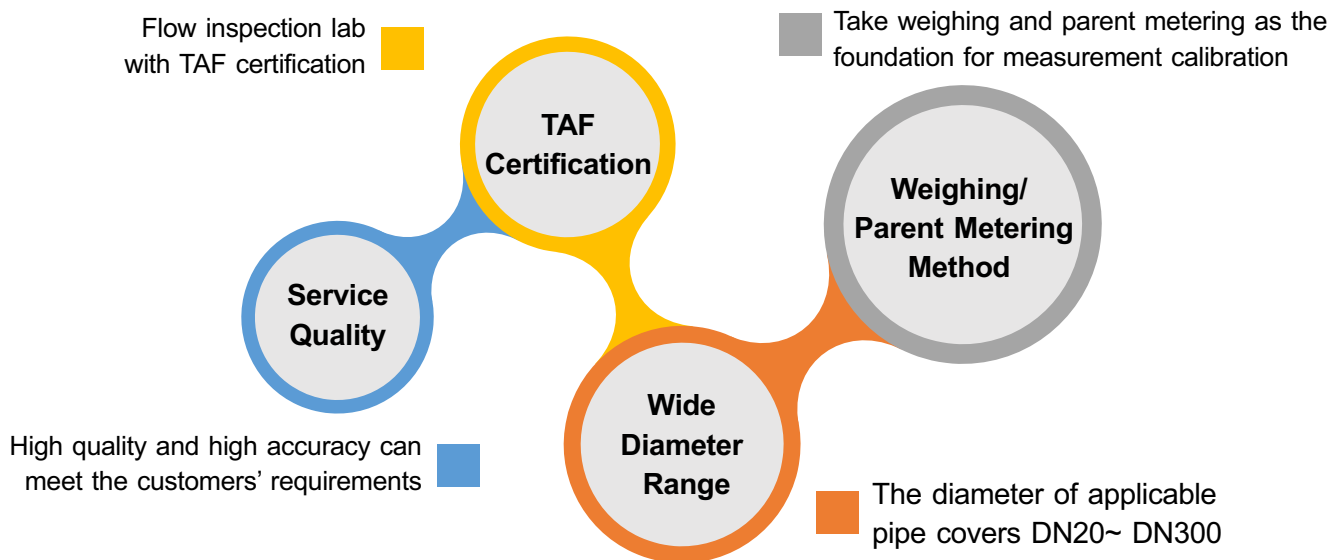 Flow inspection lab
with TAF certification
Take weighing and parent metering as the
foundation for measurement calibration
TAF
Certification
Weighing/
Parent Metering
Method
Service
Quality
Wide
Diameter
Range
High quality and high accuracy can
meet the customers’ requirements
The diameter of applicable
pipe covers DN20~ DN300